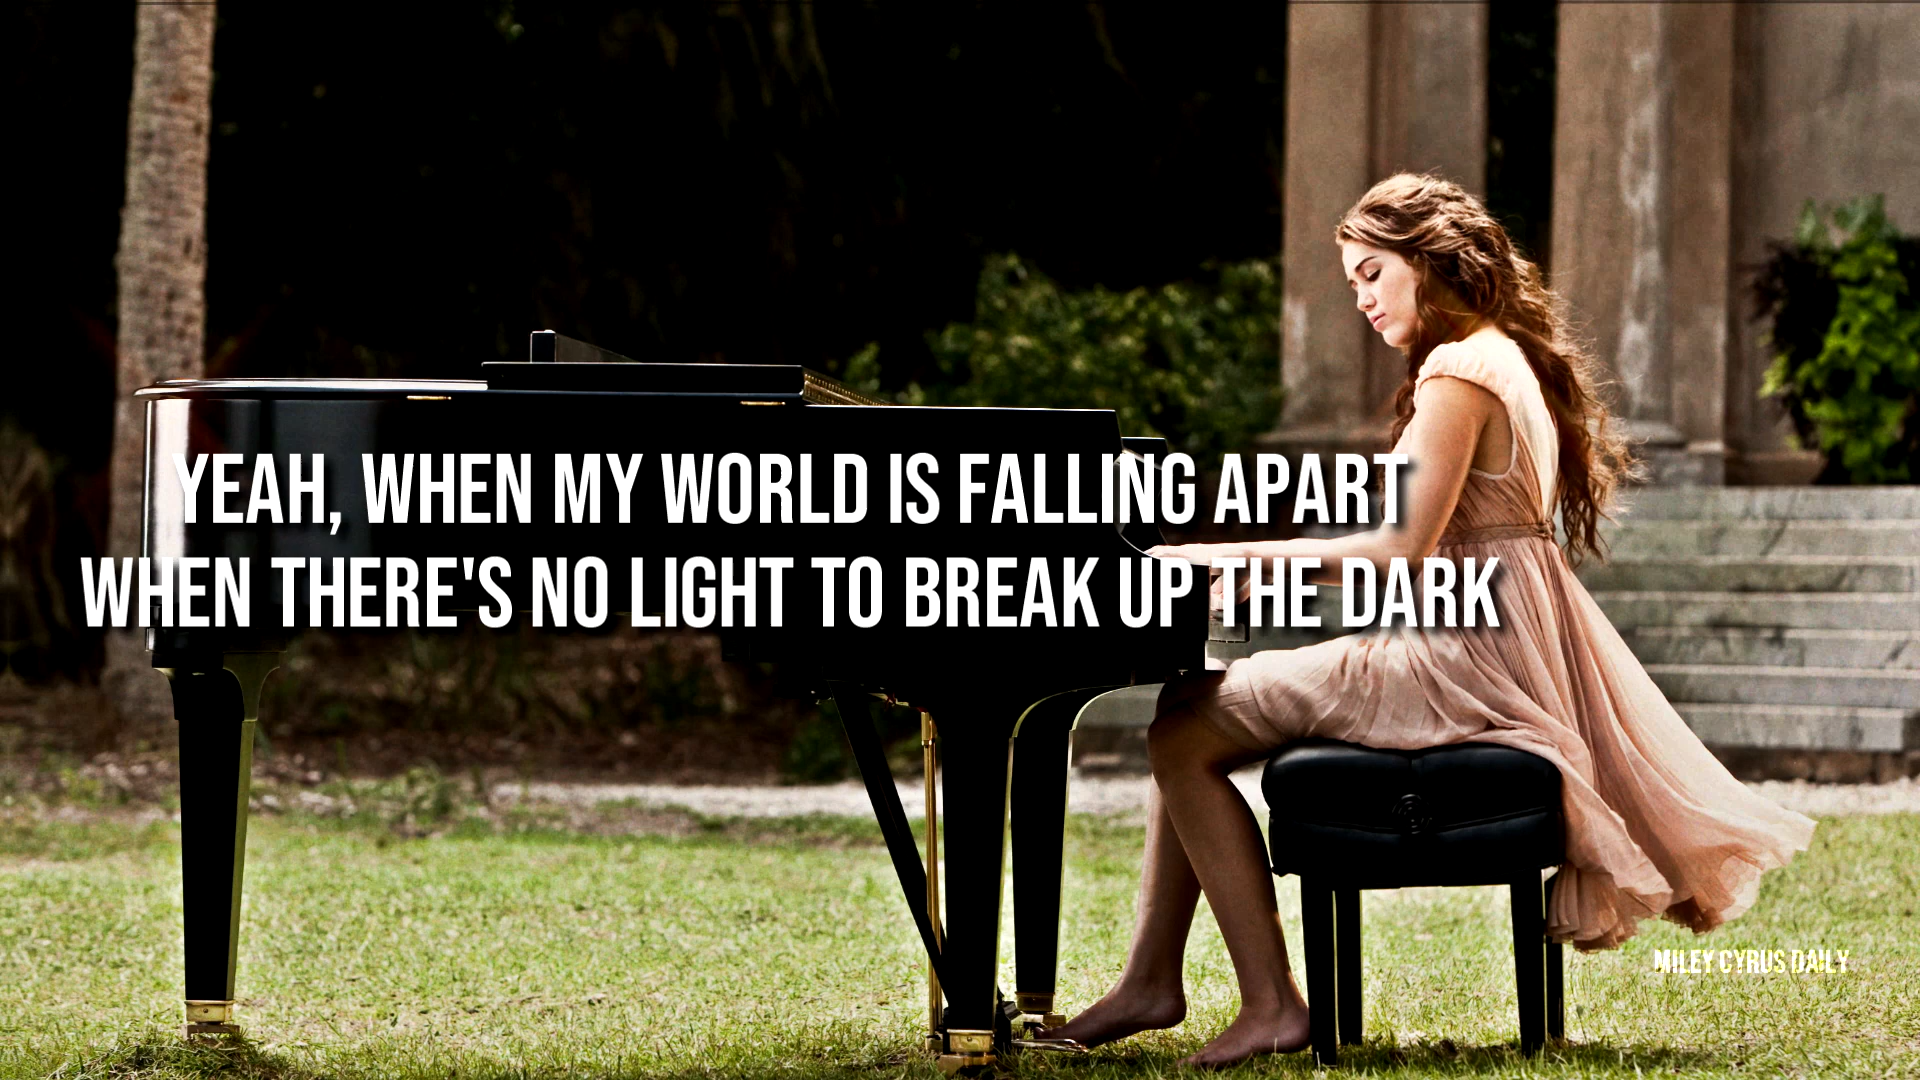 YEAH, WHEN MY WORLD IS FALLING APART
WHEN THERE'S NO LIGHT TO BREAK UP THE DARK
MILEY CYRUS DAILY